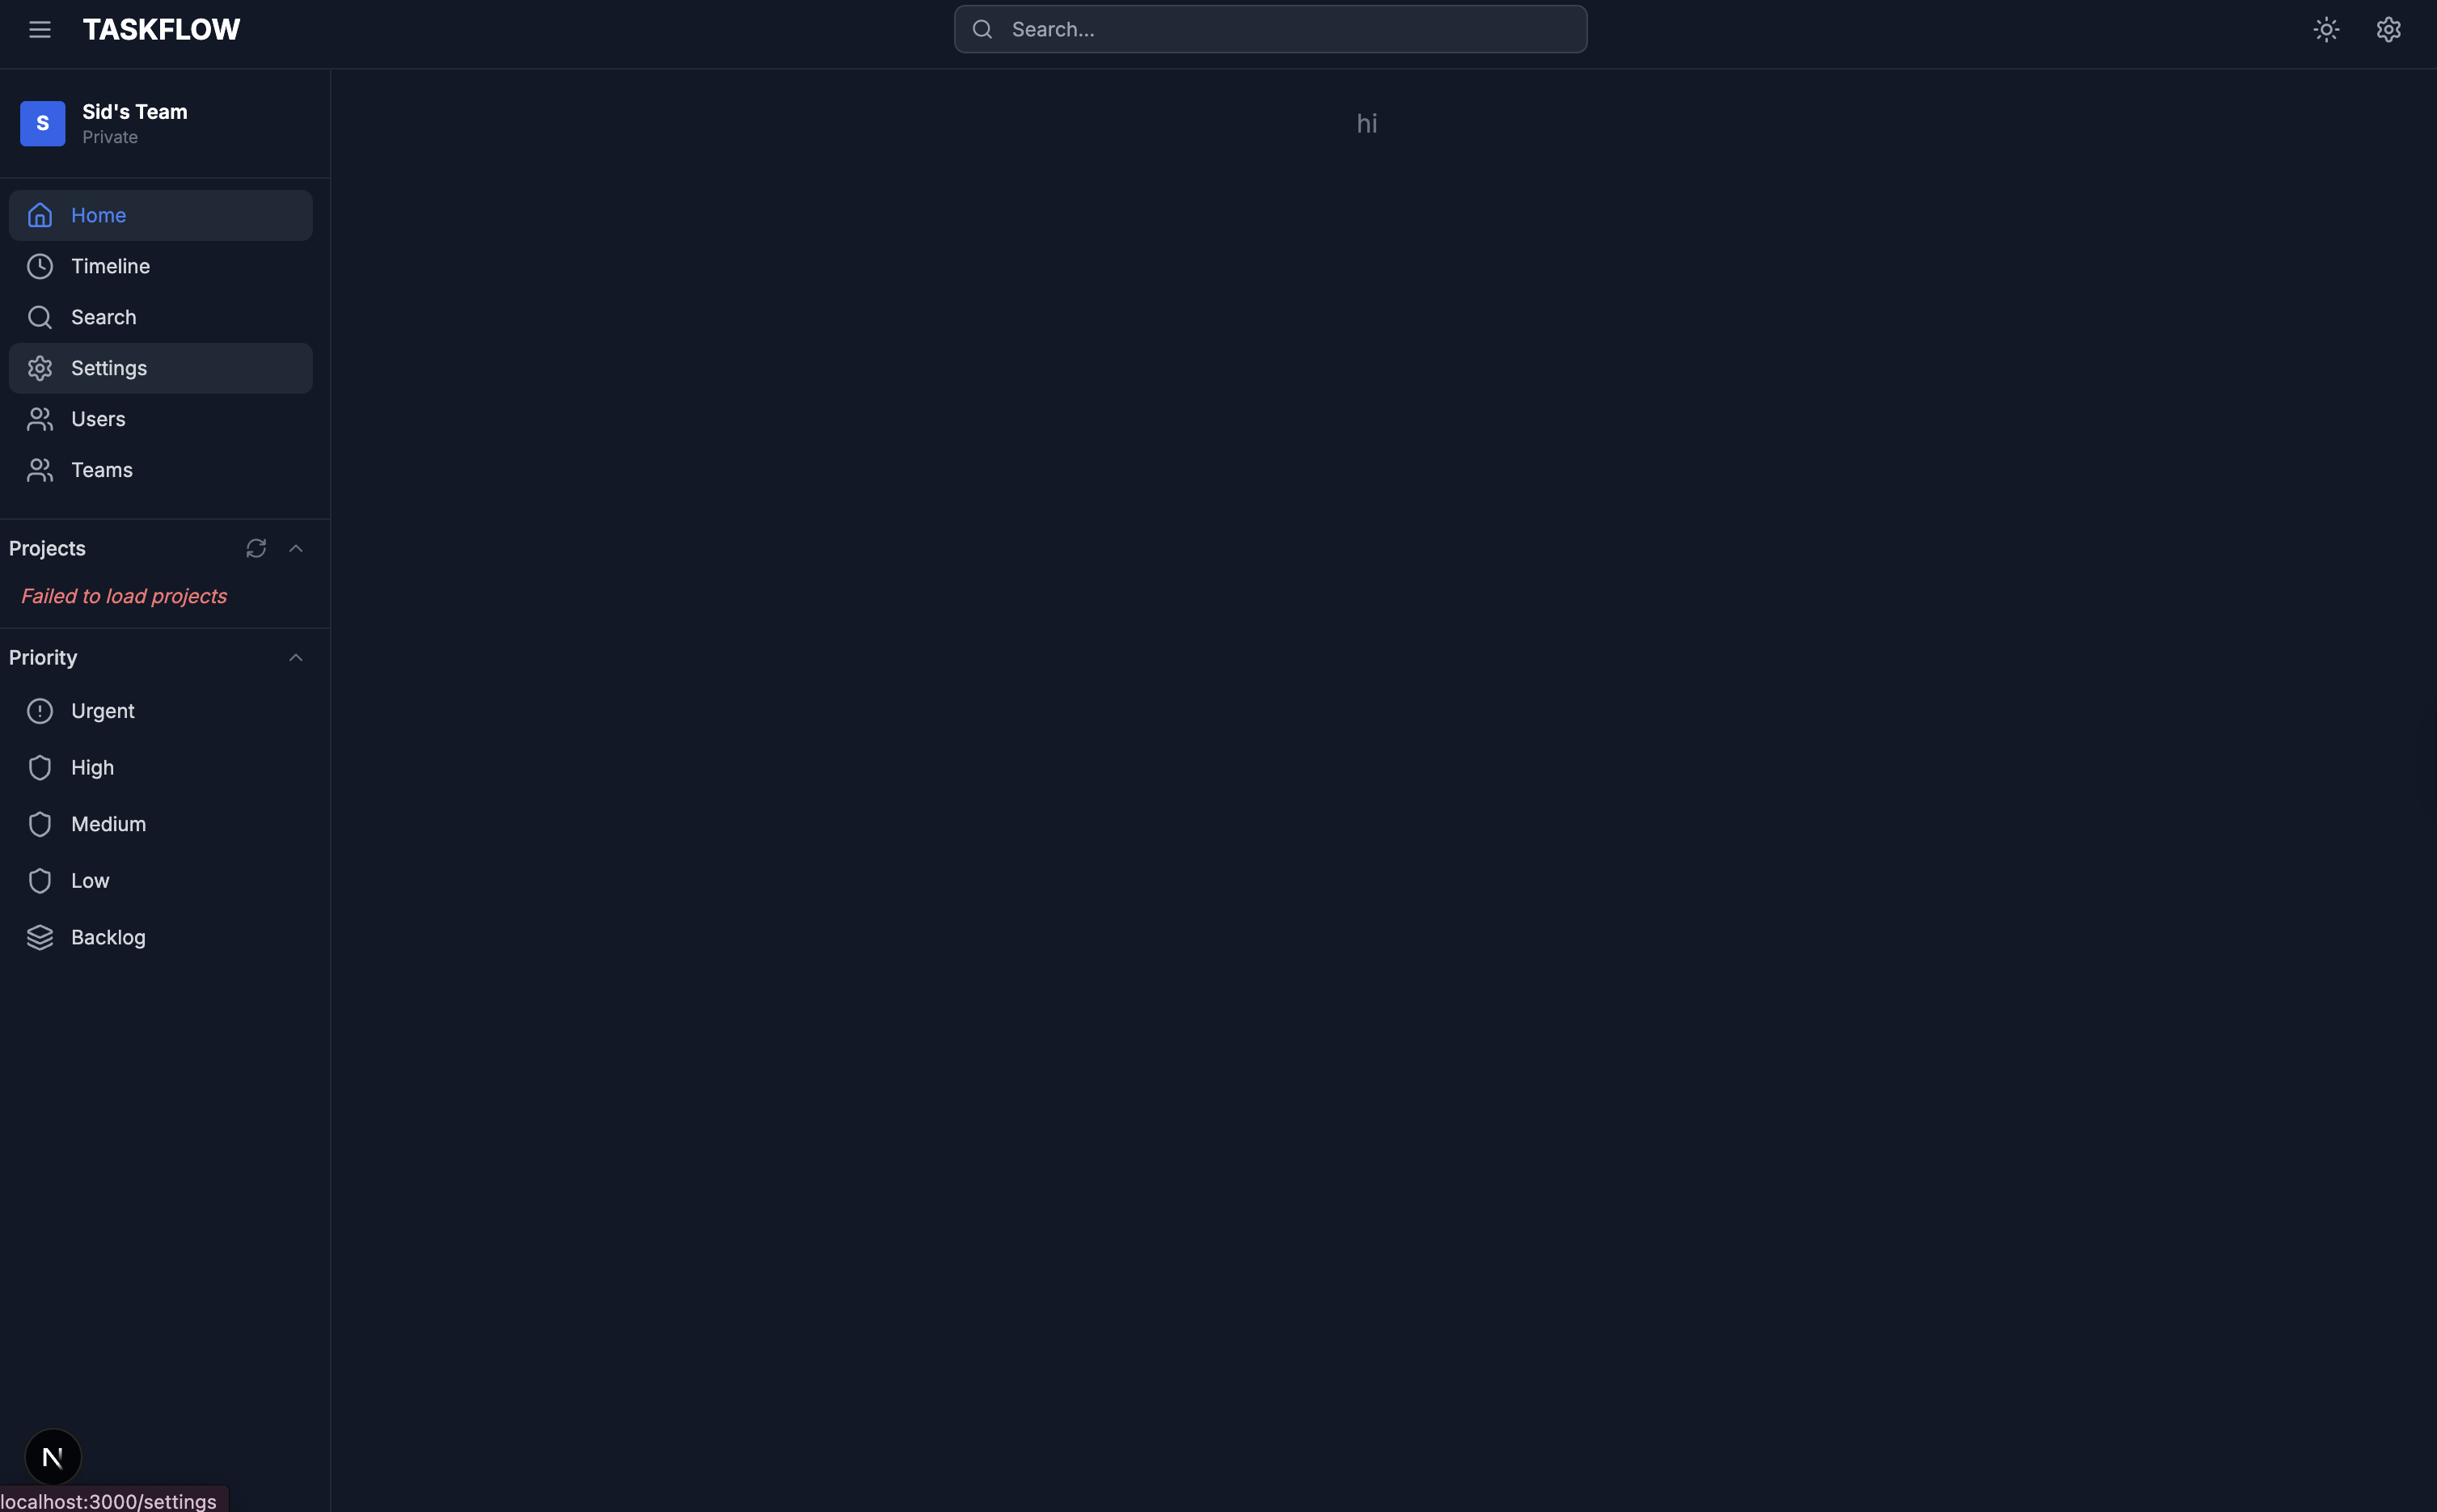 TASKFLOW
Search...
S
Sid's Team
Private
hi
Home
Timeline
Search
Settings
Users
Teams
Projects
Failed to load projects
Priority
Urgent
High
Medium
Low
Backlog
N
localhost:3000/settings